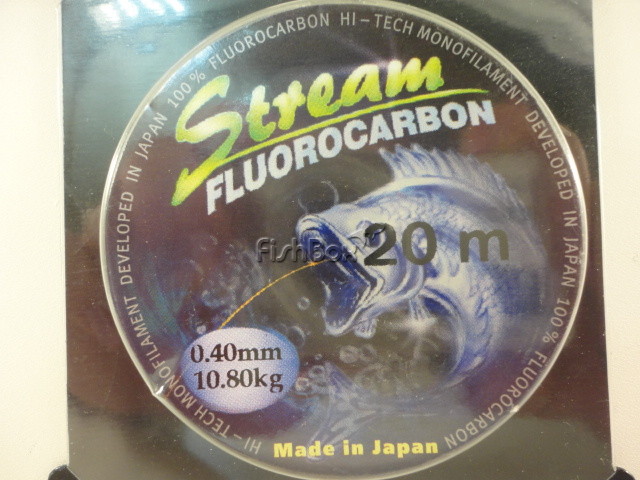 100% FLUOROCARBON HI-TECH MONOFILAMENT DEVELOPED IN JAPAN 100% FLUOROCARBON
HI-TECH MONOFILAMENT DEVELOPED IN JAPAN
Stream
FLUOROCARBON
20 m
0.40mm
10.80kg
Made in Japan